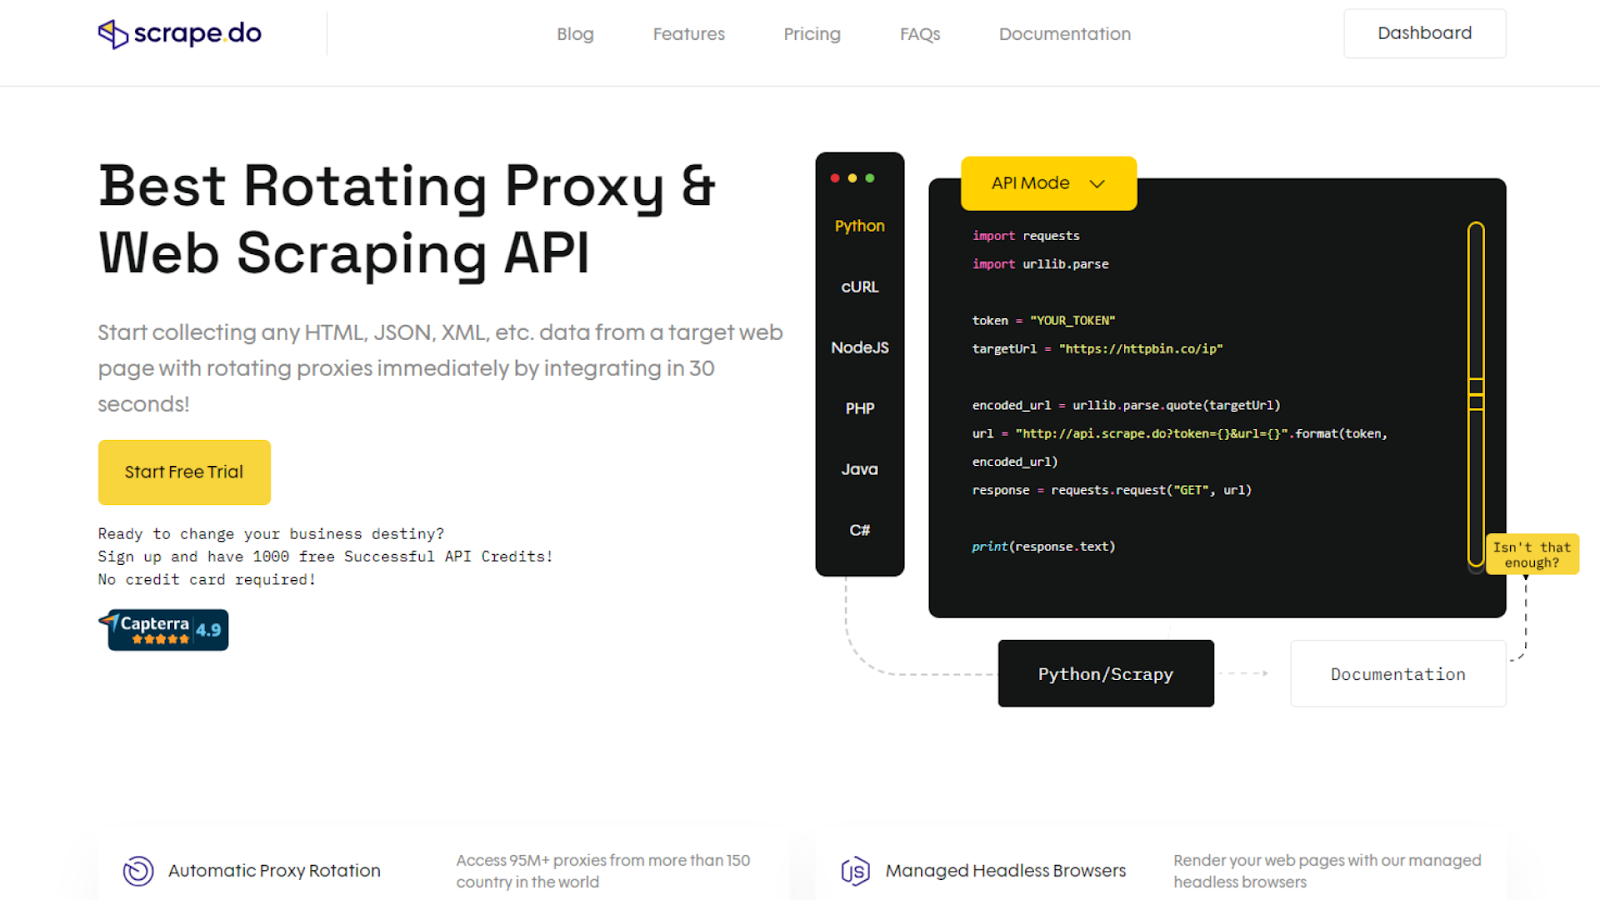 scrape.do
Blog
Features
Pricing
FAQs
Documentation
Dashboard
Best Rotating Proxy &
Web Scraping API
Start collecting any HTML, JSON, XML, etc. data from a target web
page with rotating proxies immediately by integrating in 30
seconds!
Start Free Trial
Ready to change your business destiny?
Sign up and have 1000 free Successful API Credits!
No credit card required!
Capterra
4.9
Python
cURL
NodeJS
PHP
Java
C#
API Mode
import requests
import urllib.parse
token = "YOUR_TOKEN"
targetUrl = "https://httpbin.co/ip"
encoded_url = urllib.parse.quote(targetUrl)
url = "http://api.scrape.do?token={}&url={}".format(token,
encoded_url)
response = requests.request("GET", url)
print(response.text)
Isn't that
enough?
Python/Scrapy
Documentation
Automatic Proxy Rotation
Access 95M+ proxies from more than 150
country in the world
JS
Managed Headless Browsers
Render your web pages with our managed
headless browsers